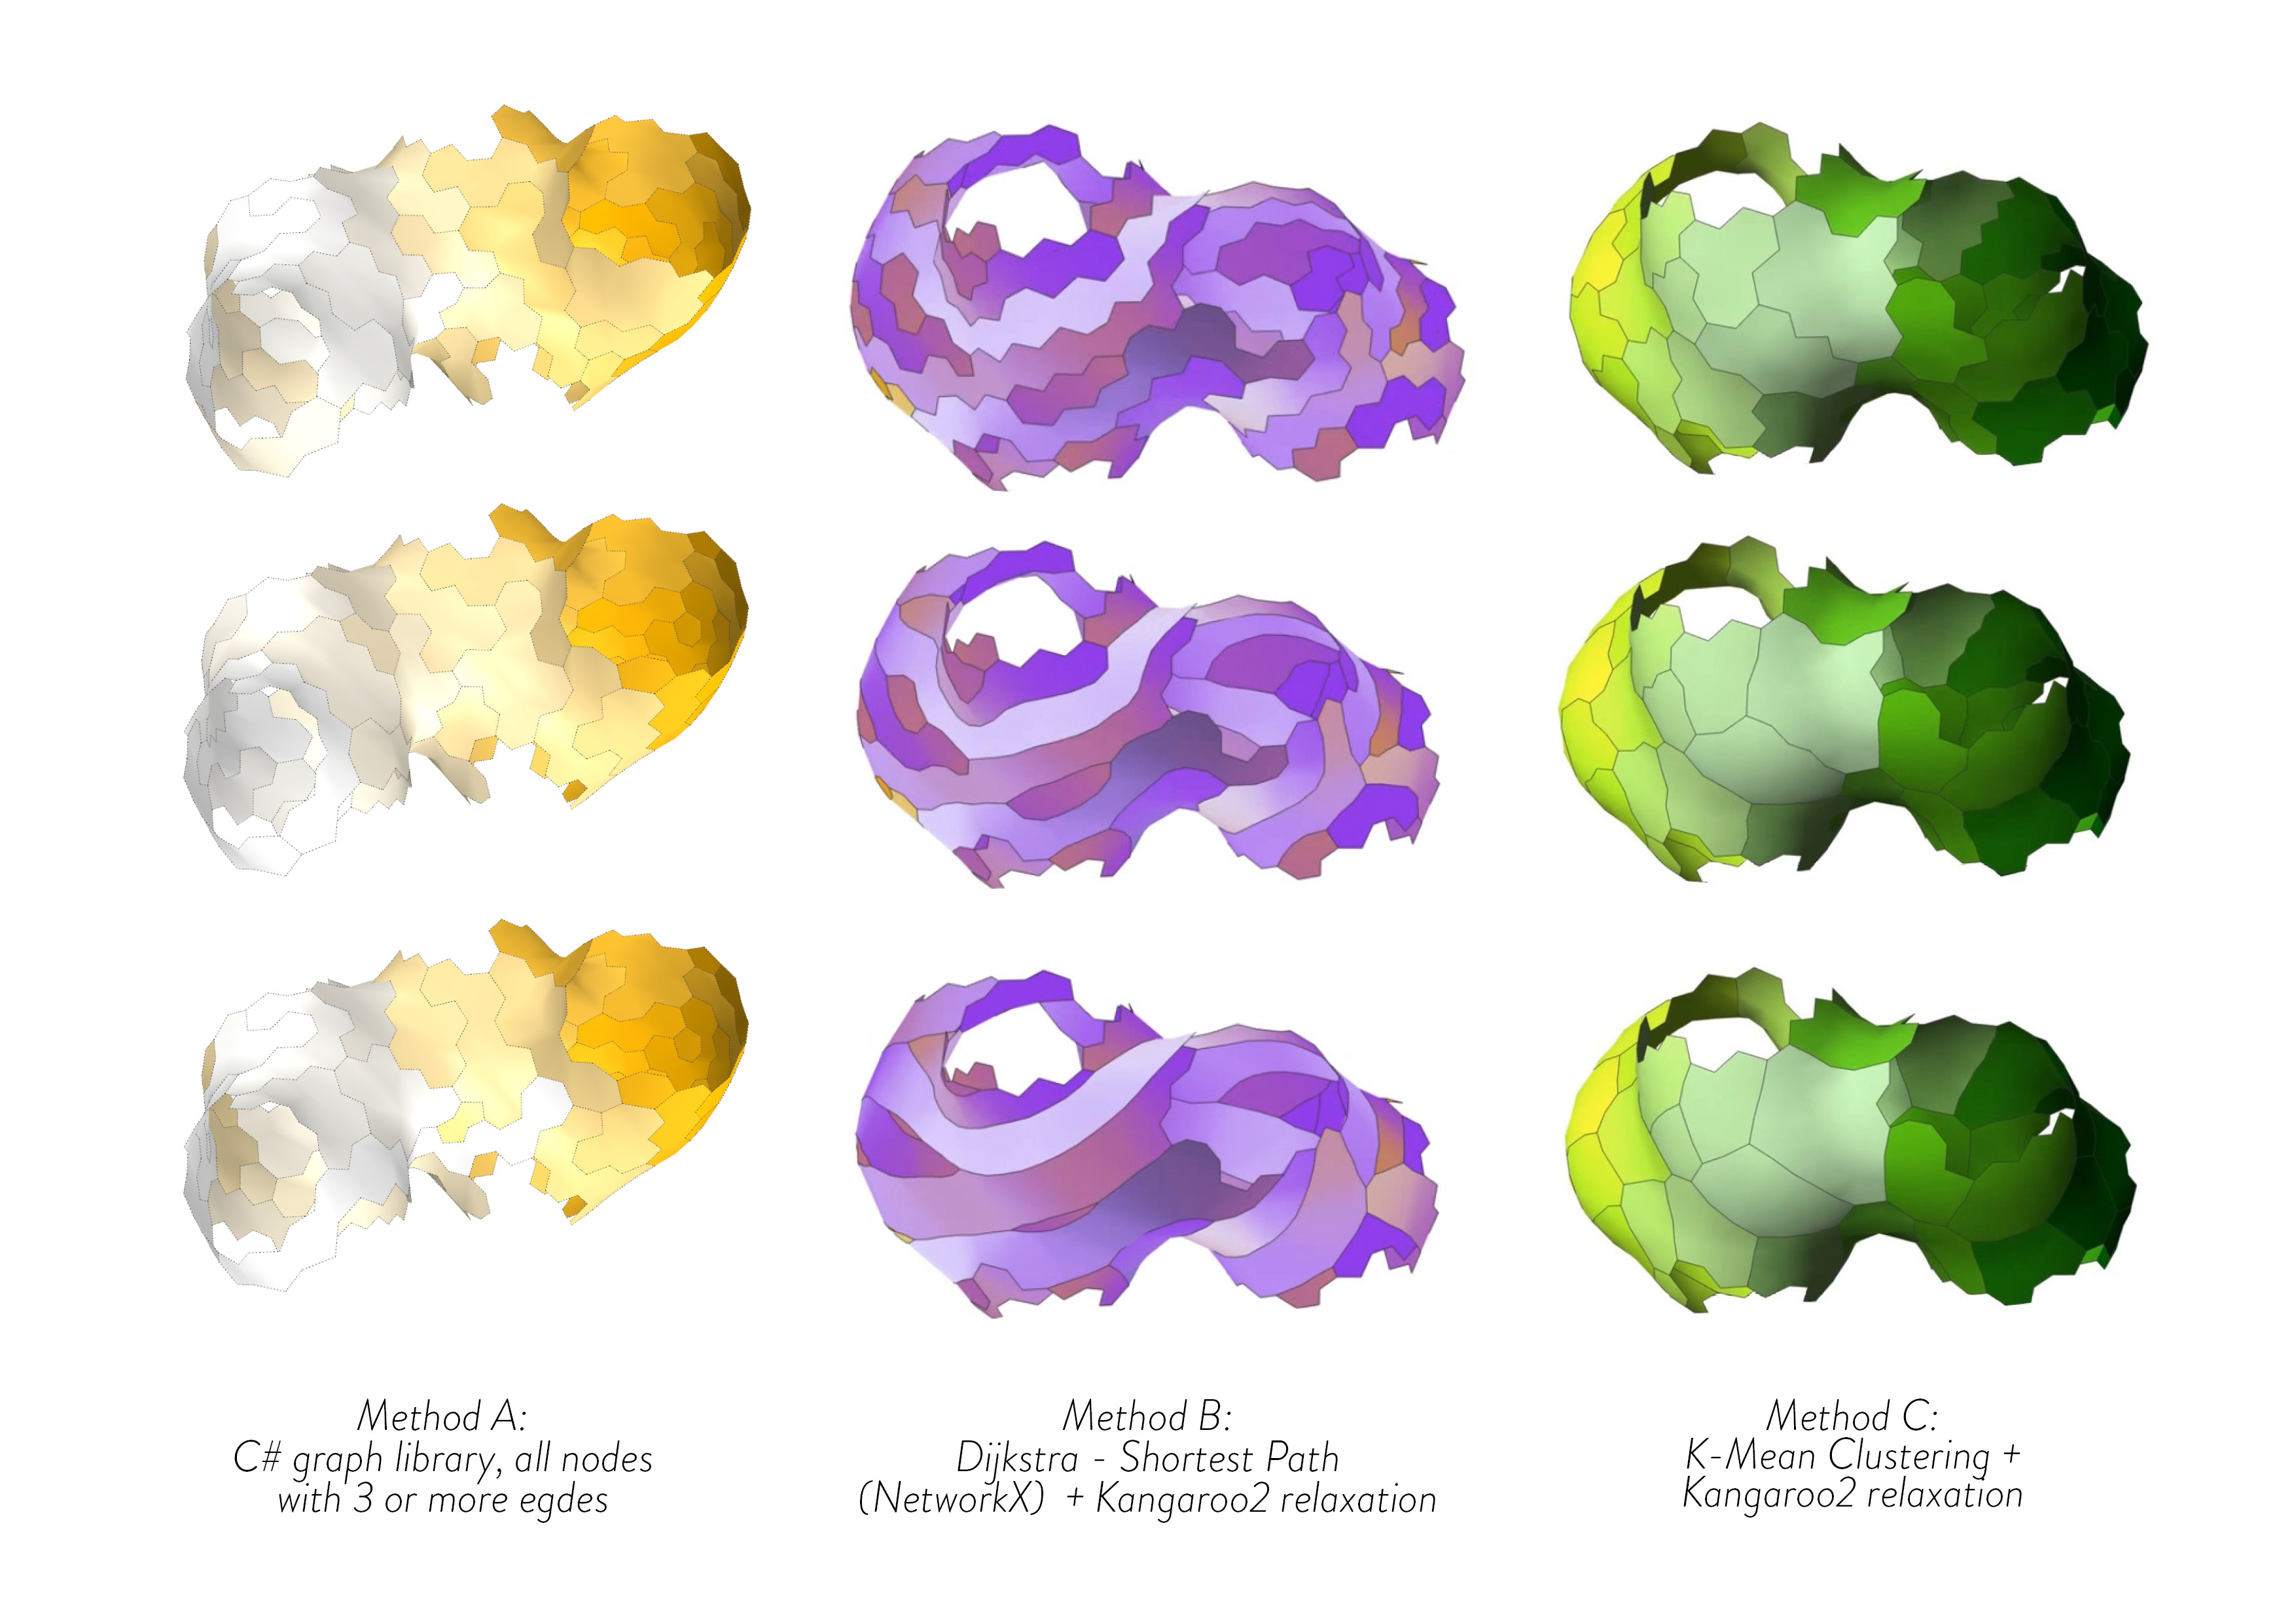 Method A:
C# graph library, all nodes
with 3 or more egdes
Method B:
Dijkstra - Shortest Path
(NetworkX) + Kangaroo2 relaxation
Method C:
K-Mean Clustering +
Kangaroo2 relaxation